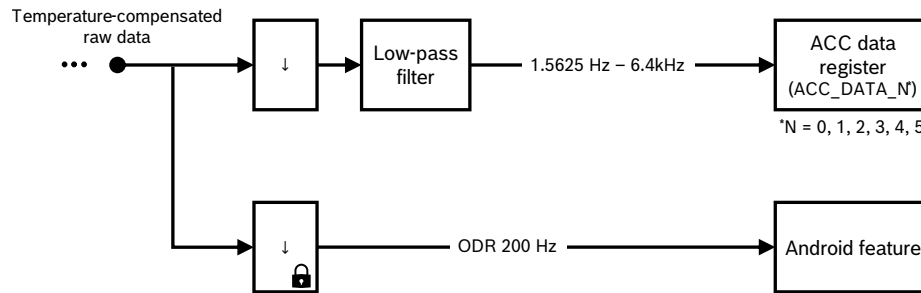 Temperature-compensated
raw data
•••
↓
Low-pass
filter
1.5625 Hz – 6.4kHz
ACC data
register
(ACC_DATA_N*)
*N = 0, 1, 2, 3, 4, 5
↓
ODR 200 Hz
Android feature